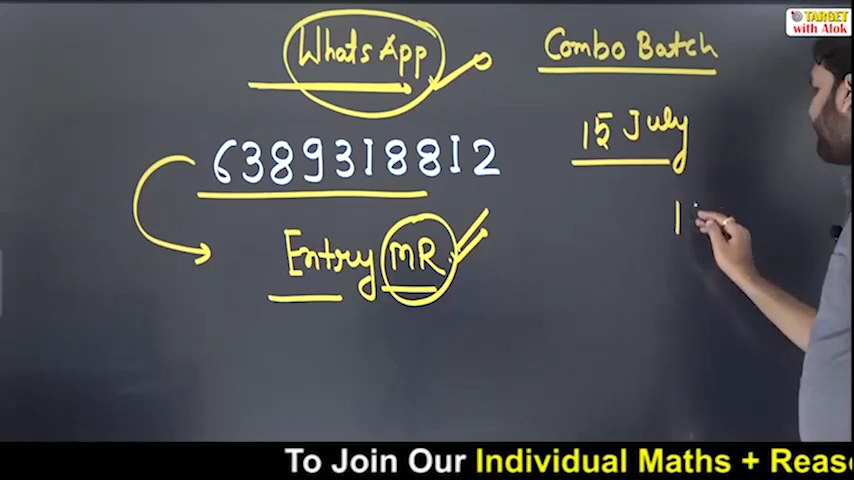 TARGET
with Alok
WhatsApp
Combo Batch
15 July
6389318812
Entry MR
To Join Our Individual Maths + Reas